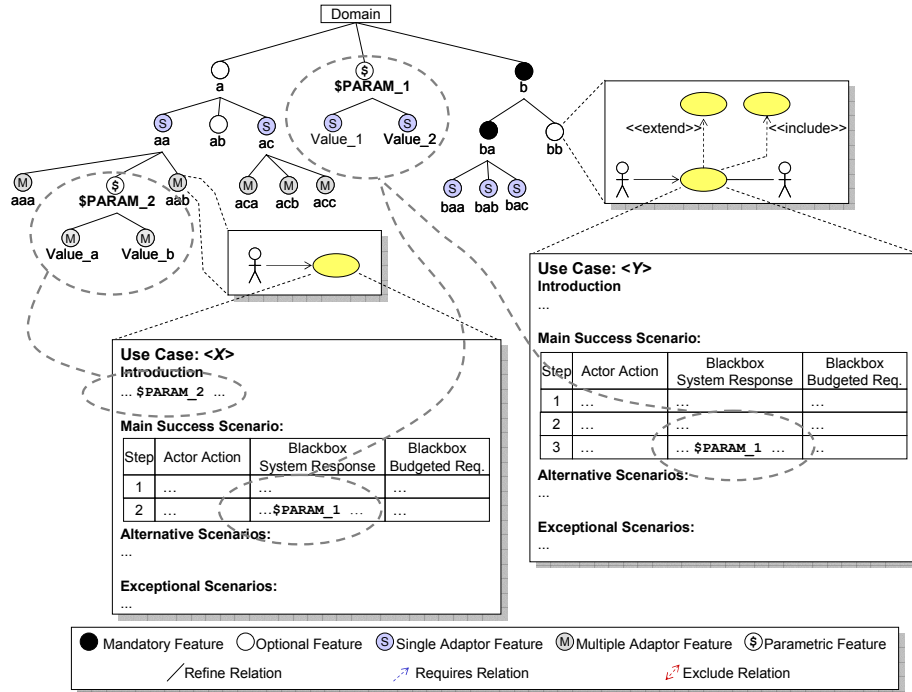 Domain
a
$
$PARAM_1
b
S
aa
ab
S
ac
S
Value_1
S
Value_2
ba
bb
<<extend>>
<<include>>
M
aaa
$
$PARAM_2
M
aab
M
aca
M
acb
M
acc
S
baa
S
bab
S
bac
M
Value_a
M
Value_b
Use Case: <X>
Introduction
... $PARAM_2 ...
Main Success Scenario:
Step Actor Action Blackbox System Response Blackbox Budgeted Req.
1 ... ... ...
2 ... ...$PARAM_1 ... ...
Alternative Scenarios:
...
Exceptional Scenarios:
...
Use Case: <Y>
Introduction
...
Main Success Scenario:
Step Actor Action Blackbox System Response Blackbox Budgeted Req.
1 ... ... ...
2 ... ... ...
3 ... ... $PARAM_1 ... ...
Alternative Scenarios:
...
Exceptional Scenarios:
...
Mandatory Feature Optional Feature S Single Adaptor Feature M Multiple Adaptor Feature $ Parametric Feature
Refine Relation Requires Relation Exclude Relation